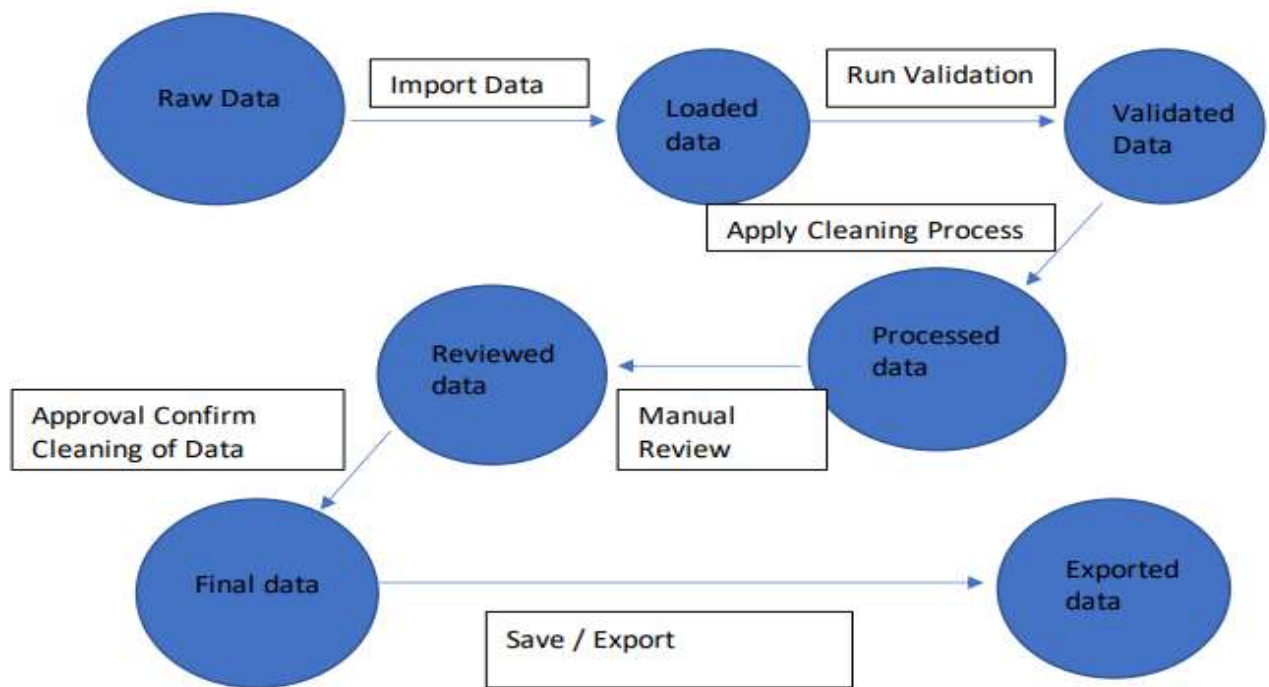 Raw Data
Import Data
Loaded
data
Run Validation
Validated
Data
Apply Cleaning Process
Processed
data
Manual
Review
Reviewed
data
Approval Confirm
Cleaning of Data
Final data
Save / Export
Exported
data